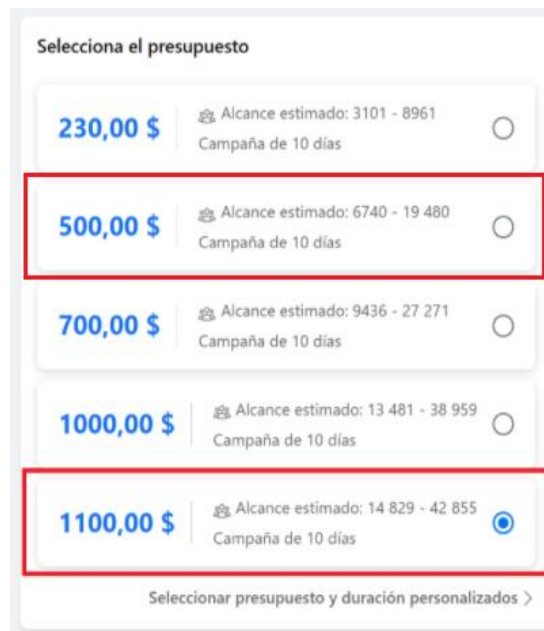 Selecciona el presupuesto
230,00 $
Alcance estimado: 3101 - 8961
Campaña de 10 días
500,00 $
Alcance estimado: 6740 - 19 480
Campaña de 10 días
700,00 $
Alcance estimado: 9436 - 27 271
Campaña de 10 días
1000,00 $
Alcance estimado: 13 481 - 38 959
Campaña de 10 días
1100,00 $
Alcance estimado: 14 829 - 42 855
Campaña de 10 días
Seleccionar presupuesto y duración personalizados >